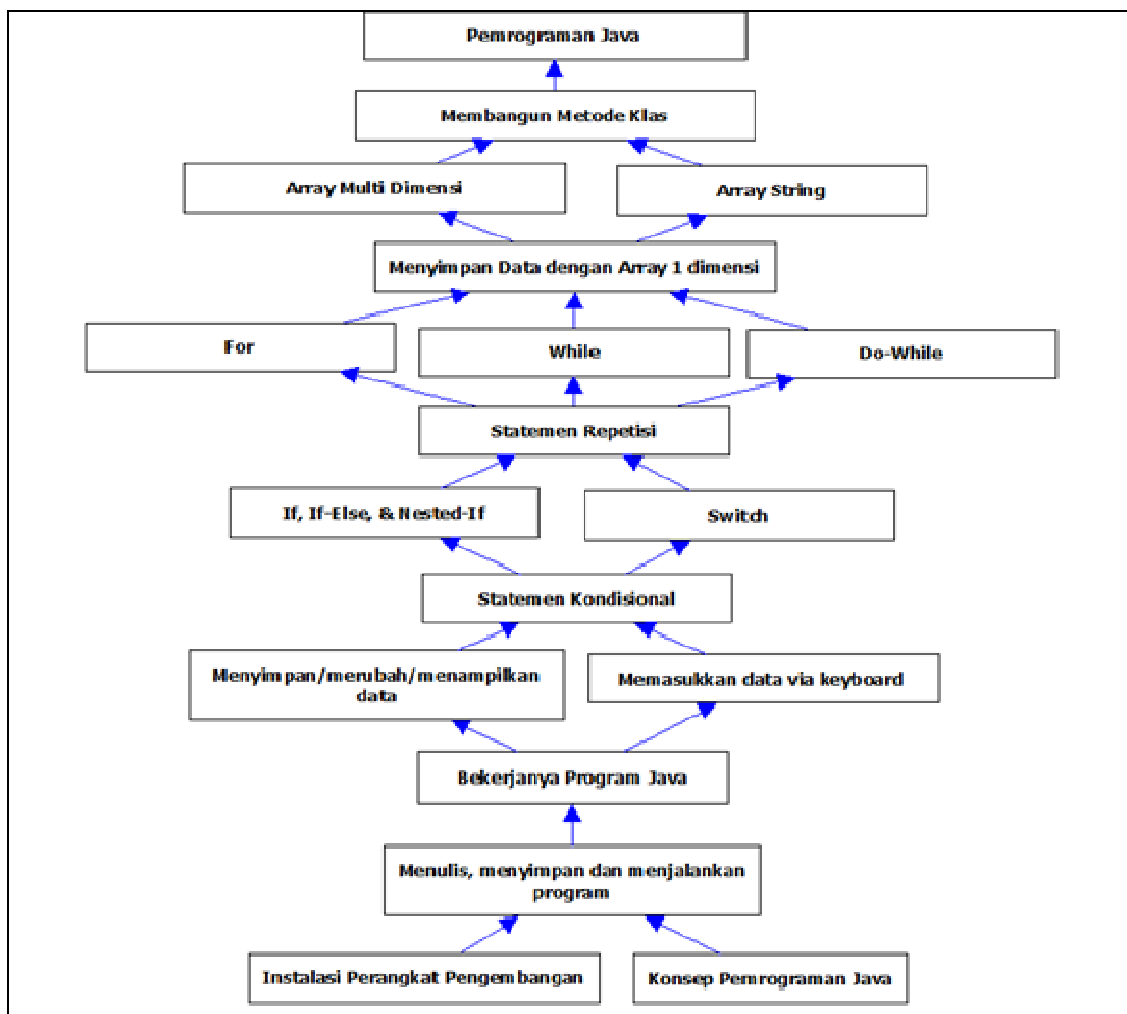 Pemrograman Java
Membangun Metode Klas
Array Multi Dimensi
Array String
Menyimpan Data dengan Array 1 dimensi
For
While
Do-While
Statemen Repetisi
If, If-Else, & Nested-If
Switch
Statemen Kondisional
Menyimpan/merubah/menampilkan
data
Memasukkan data via keyboard
Bekerjanya Program Java
Menulis, menyimpan dan menjalankan
program
Instalasi Perangkat Pengembangan
Konsep Pemrograman Java